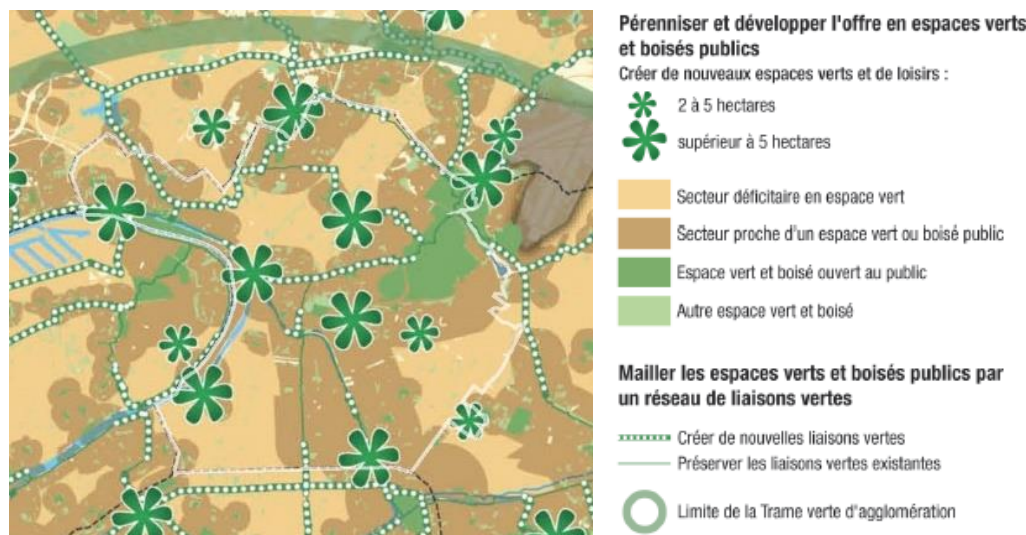 Pérenniser et développer l'offre en espaces verts
et boisés publics
Créer de nouveaux espaces verts et de loisirs :
2 à 5 hectares
supérieur à 5 hectares
Secteur déficitaire en espace vert
Secteur proche d'un espace vert ou boisé public
Espace vert et boisé ouvert au public
Autre espace vert et boisé
Mailler les espaces verts et boisés publics par
un réseau de liaisons vertes
Créer de nouvelles liaisons vertes
Préserver les liaisons vertes existantes
Limite de la Trame verte d'agglomération